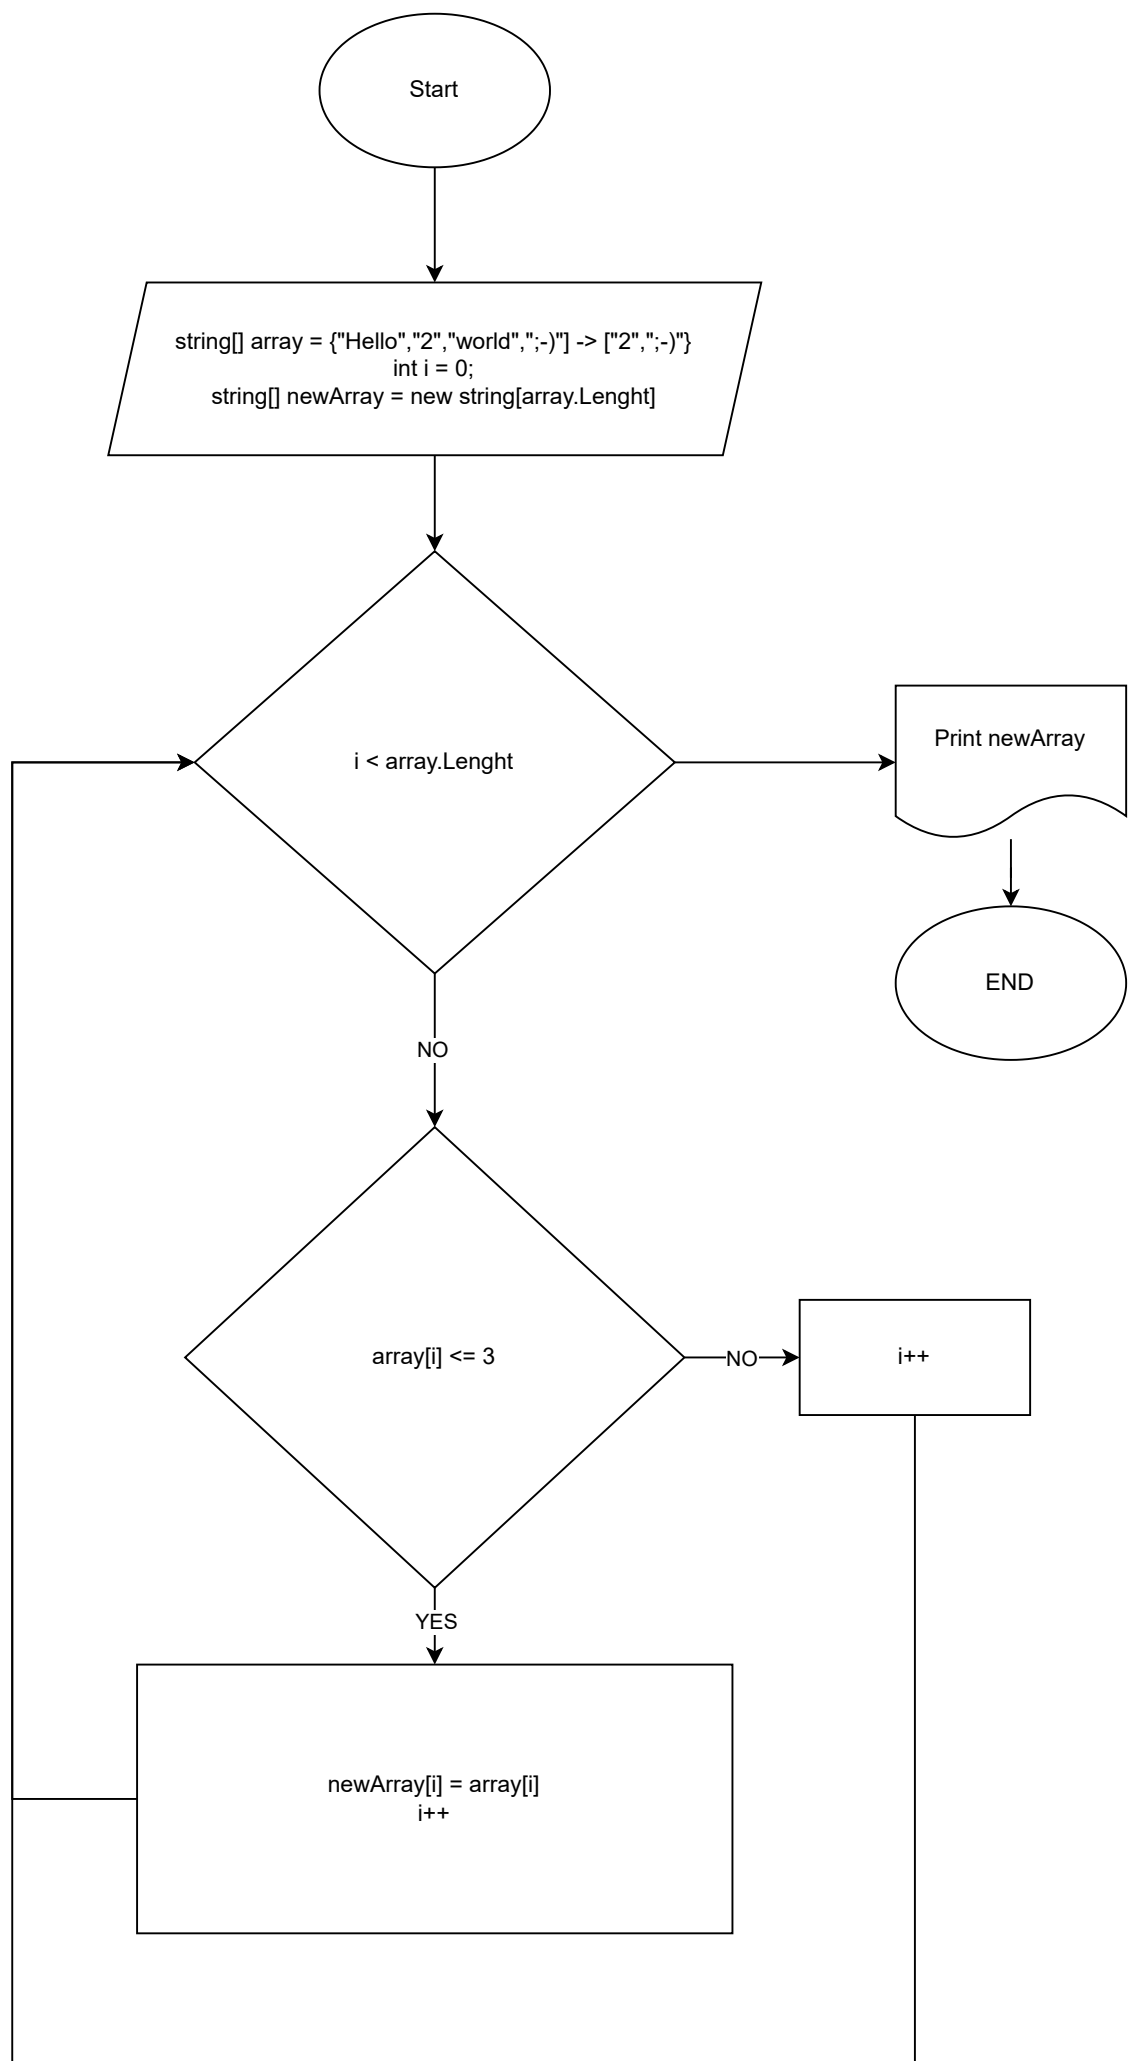 Start
string[] array = {"Hello","2","world",";-)"] -> ["2",";-)"}
int i = 0;
string[] newArray = new string[array.Lenght]
i < array.Lenght
Print newArray
END
NO
array[i] <= 3
NO
i++
YES
newArray[i] = array[i]
i++